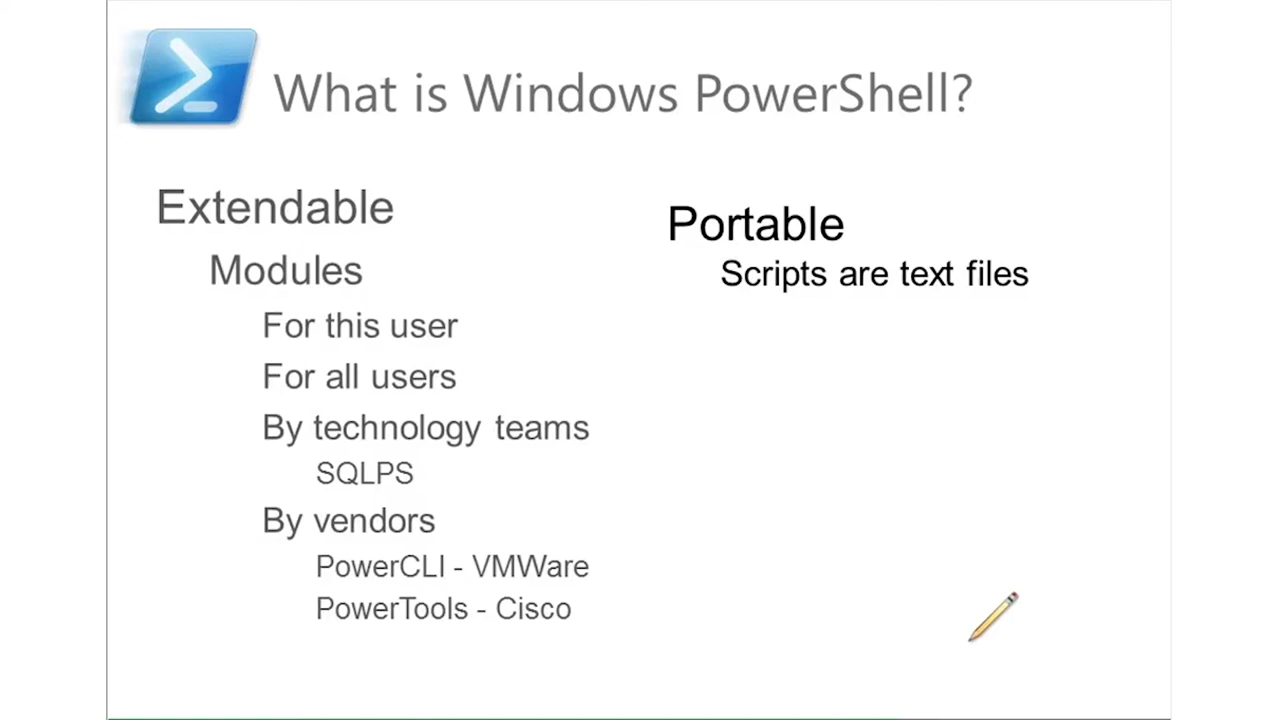 What is Windows PowerShell?
Extendable
Modules
For this user
For all users
By technology teams
SQLPS
By vendors
PowerCLI - VMWare
PowerTools - Cisco
Portable
Scripts are text files